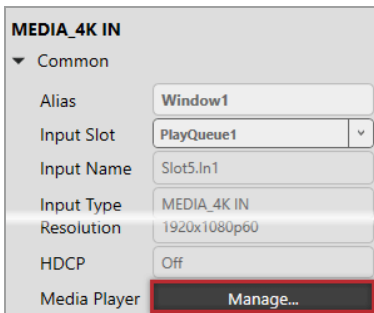 MEDIA_4K IN
Common
Alias Window1
Input Slot PlayQueue1
Input Name Slot5.In1
Input Type MEDIA_4K IN
Resolution 1920x1080p60
HDCP Off
Media Player Manage...